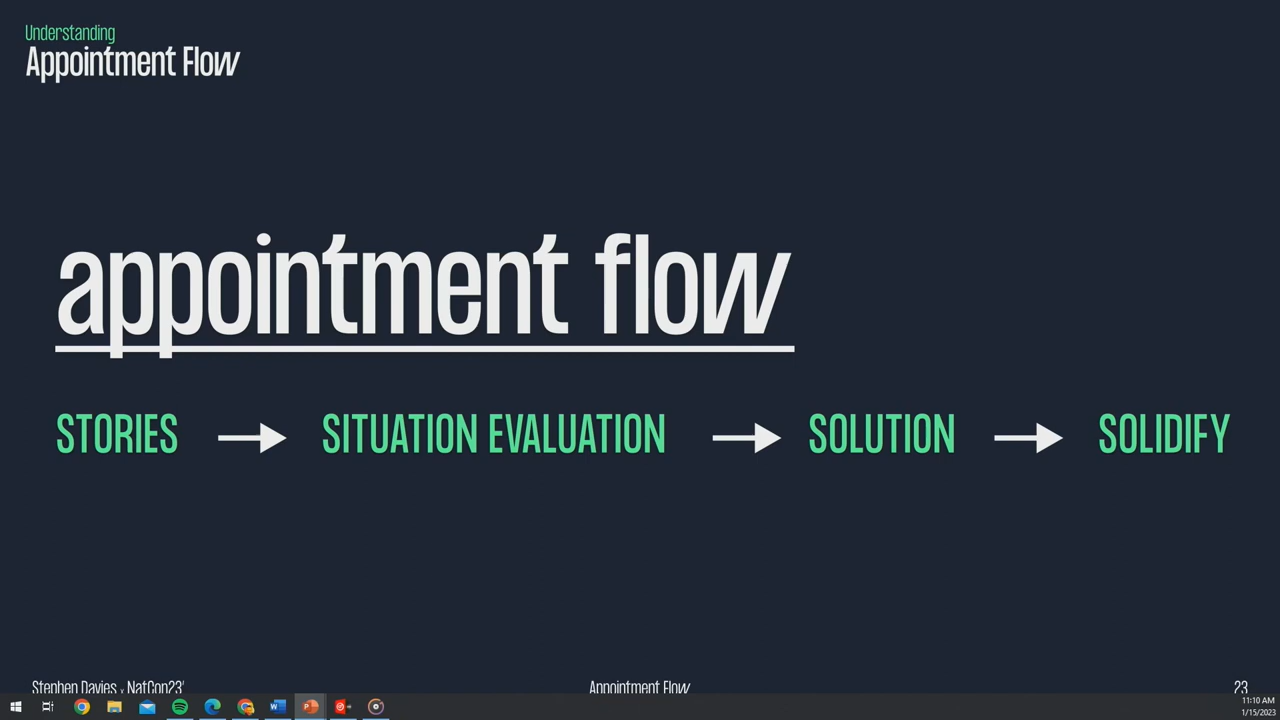 Understanding
Appointment Flow
appointment flow
STORIES → SITUATION EVALUATION → SOLUTION → SOLIDIFY
Stephen Davies x NatCon23' Appointment Flow 23
11:10 AM
1/15/2023